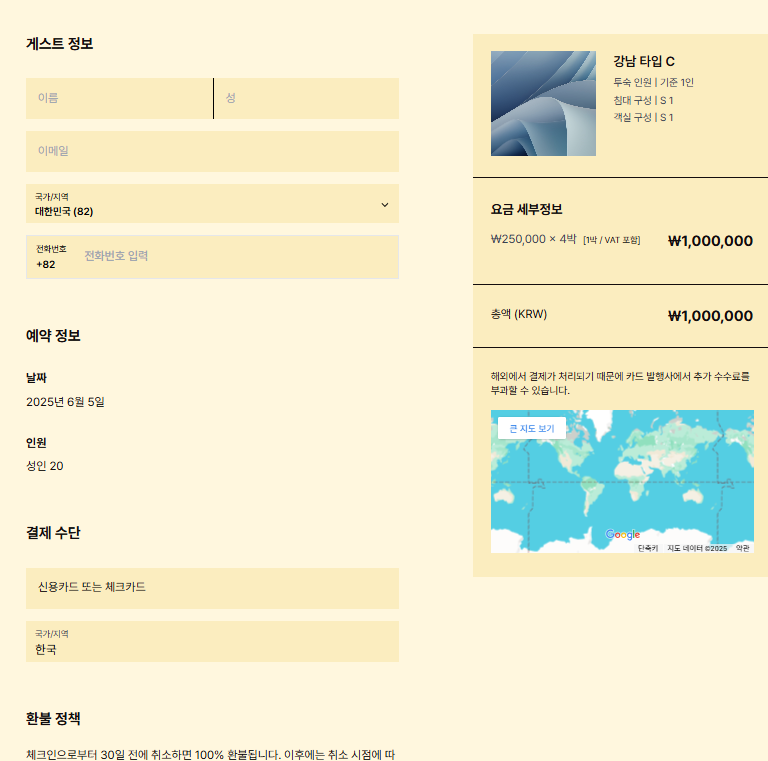 게스트 정보
이름
성
이메일
국가/지역
대한민국 (82)
전화번호
+82
전화번호 입력
예약 정보
날짜
2025년 6월 5일
인원
성인 20
결제 수단
신용카드 또는 체크카드
국가/지역
한국
환불 정책
체크인으로부터 30일 전에 취소하면 100% 환불됩니다. 이후에는 취소 시점에 따
강남 타입 C
투숙 인원 | 기준 1인
침대 구성 | S 1
객실 구성 | S 1
요금 세부정보
₩250,000 × 4박 [1박 / VAT 포함] ₩1,000,000
총액 (KRW) ₩1,000,000
해외에서 결제가 처리되기 때문에 카드 발행사에서 추가 수수료를
부과할 수 있습니다.
큰 지도 보기
Google
단축키 지도 데이터 ©2025 약관